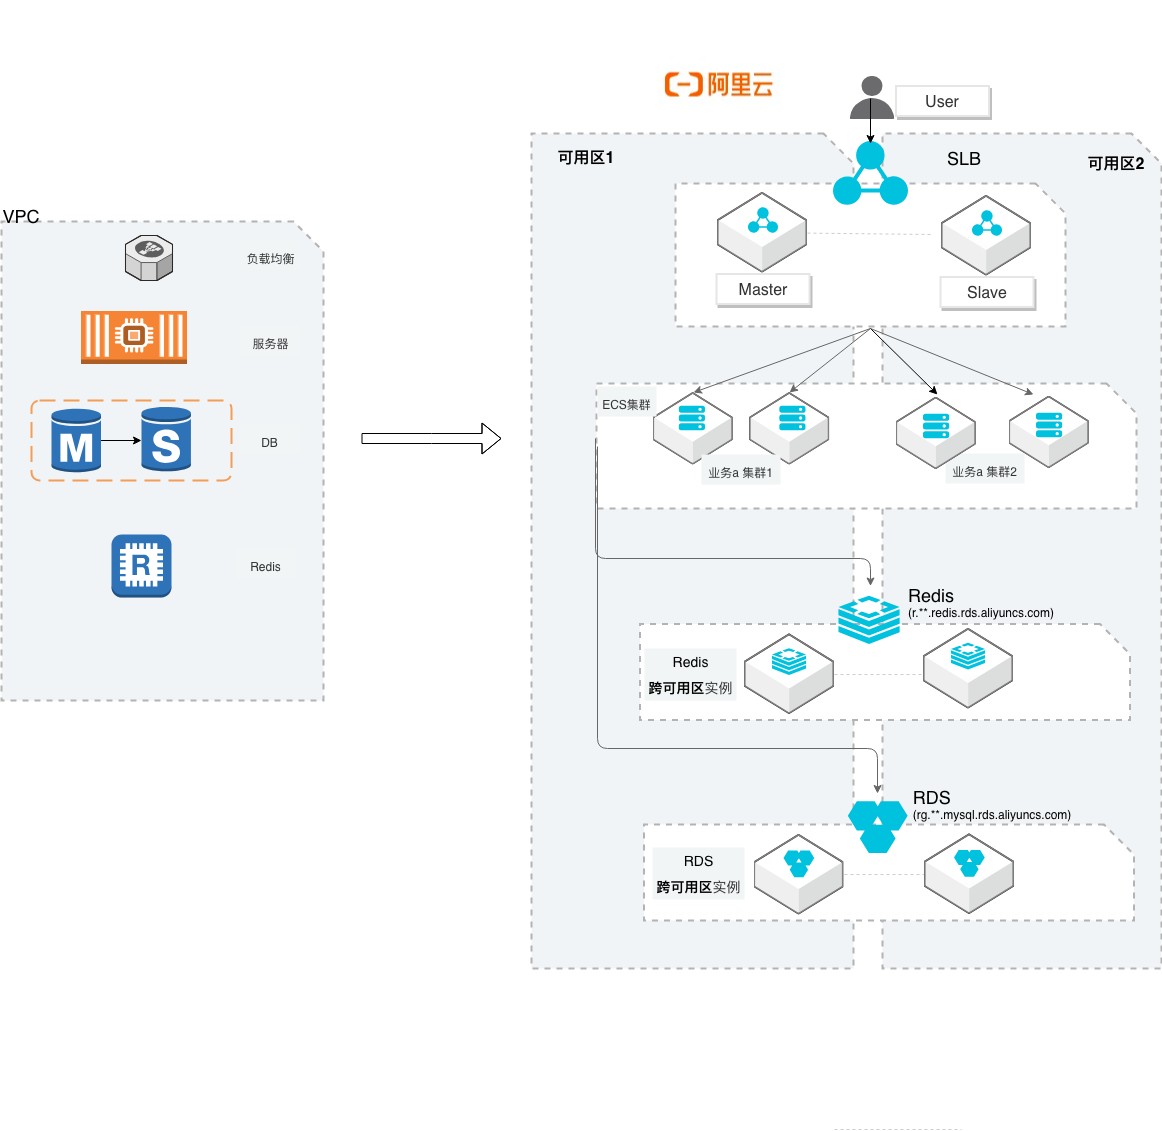 阿里云
User
可用区1
SLB
可用区2
VPC
负载均衡
Master
Slave
服务器
ECS集群
M
S
DB
业务a 集群1
业务a 集群2
R
Redis
Redis
(r.**.redis.rds.aliyuncs.com)
Redis
跨可用区实例
RDS
(rg.**.mysql.rds.aliyuncs.com)
RDS
跨可用区实例